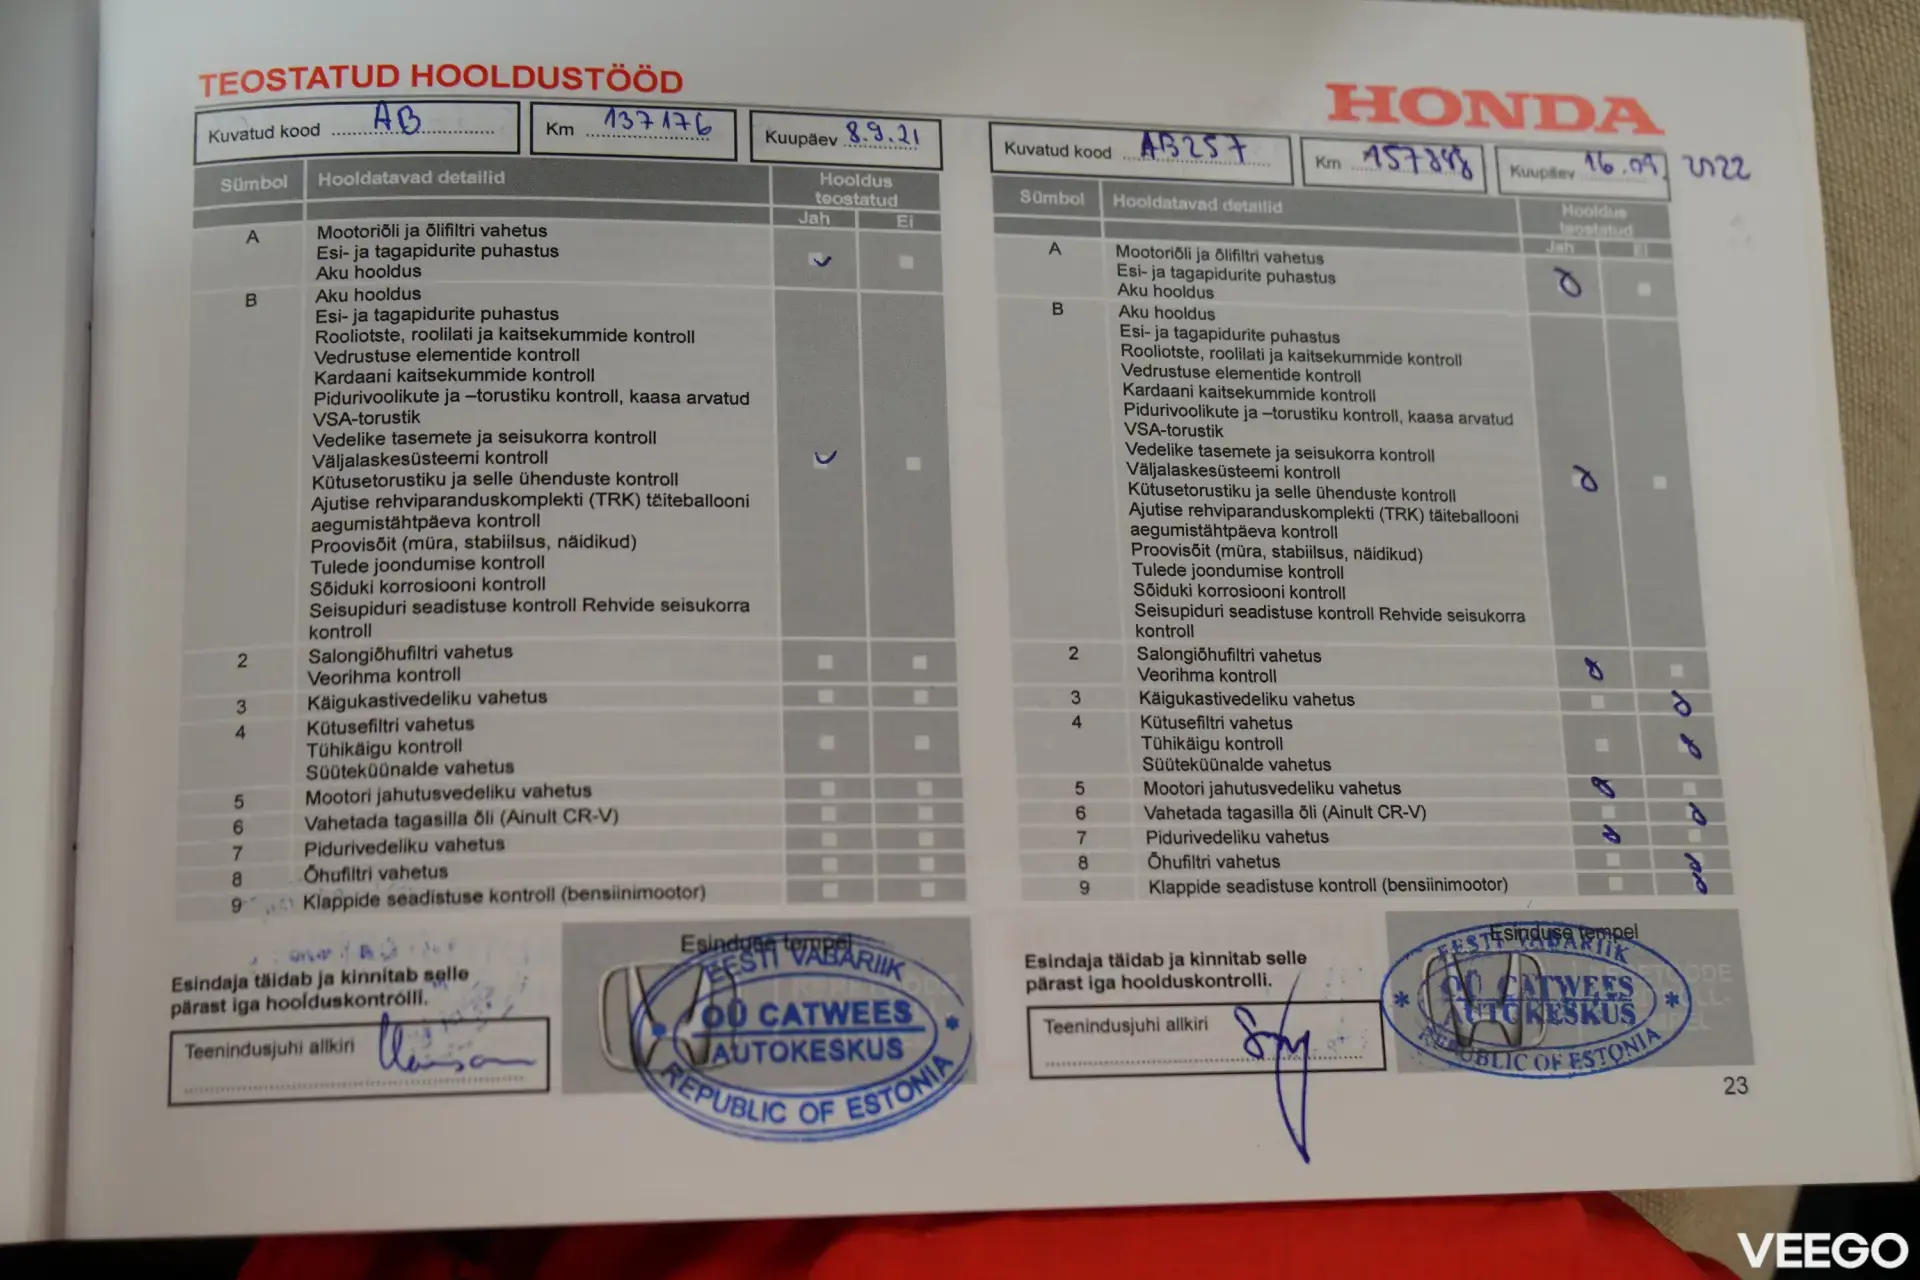 TEOSTATUD HOOLDUSTÖÖD
HONDA
Kuvatud kood AB
Km 137176
Kuupäev 8.9.21
Sümbol Hooldatavad detailid Hooldus teostatud
Jah Ei
A Mootoriõli ja õlifiltri vahetus
Esi- ja tagapidurite puhastus
Aku hooldus
B Aku hooldus
Esi- ja tagapidurite puhastus
Rooliotste, roolilati ja kaitsekummide kontroll
Vedrustuse elementide kontroll
Kardaani kaitsekummide kontroll
Pidurivoolikute ja –torustiku kontroll, kaasa arvatud
VSA-torustik
Vedelike tasemete ja seisukorra kontroll
Väljalaskesüsteemi kontroll
Kütusetorustiku ja selle ühenduste kontroll
Ajutise rehviparanduskomplekti (TRK) täiteballooni
aegumistähtpäeva kontroll
Proovisõit (müra, stabiilsus, näidikud)
Tulede joondumise kontroll
Sõiduki korrosiooni kontroll
Seisupiduri seadistuse kontroll Rehvide seisukorra
kontroll
2 Salongiõhufiltri vahetus
Veorihma kontroll
3 Käigukastivedeliku vahetus
4 Kütusefiltri vahetus
Tühikäigu kontroll
Süüteküünalde vahetus
5 Mootori jahutusvedeliku vahetus
6 Vahetada tagasilla õli (Ainult CR-V)
7 Pidurivedeliku vahetus
8 Õhufiltri vahetus
9 Klappide seadistuse kontroll (bensiinimootor)
Esindaja täidab ja kinnitab selle
pärast iga hoolduskontrolli.
Teenindusjuhi allkiri
Esinduse tempel
EESTI VABARIIK
OÜ CATWEES
AUTOKESKUS
REPUBLIC OF ESTONIA
Kuvatud kood AB257
Km
Kuupäev 16.09. 2022
Sümbol Hooldatavad detailid Hooldus teostatud
Jah Ei
A Mootoriõli ja õlifiltri vahetus
Esi- ja tagapidurite puhastus
Aku hooldus
B Aku hooldus
Esi- ja tagapidurite puhastus
Rooliotste, roolilati ja kaitsekummide kontroll
Vedrustuse elementide kontroll
Kardaani kaitsekummide kontroll
Pidurivoolikute ja –torustiku kontroll, kaasa arvatud
VSA-torustik
Vedelike tasemete ja seisukorra kontroll
Väljalaskesüsteemi kontroll
Kütusetorustiku ja selle ühenduste kontroll
Ajutise rehviparanduskomplekti (TRK) täiteballooni
aegumistähtpäeva kontroll
Proovisõit (müra, stabiilsus, näidikud)
Tulede joondumise kontroll
Sõiduki korrosiooni kontroll
Seisupiduri seadistuse kontroll Rehvide seisukorra
kontroll
2 Salongiõhufiltri vahetus
Veorihma kontroll
3 Käigukastivedeliku vahetus
4 Kütusefiltri vahetus
Tühikäigu kontroll
Süüteküünalde vahetus
5 Mootori jahutusvedeliku vahetus
6 Vahetada tagasilla õli (Ainult CR-V)
7 Pidurivedeliku vahetus
8 Õhufiltri vahetus
9 Klappide seadistuse kontroll (bensiinimootor)
Esindaja täidab ja kinnitab selle
pärast iga hoolduskontrolli.
Teenindusjuhi allkiri
Esinduse tempel
EESTI VABARIIK
OÜ CATWEES
AUTOKESKUS
REPUBLIC OF ESTONIA
23
VEEGO